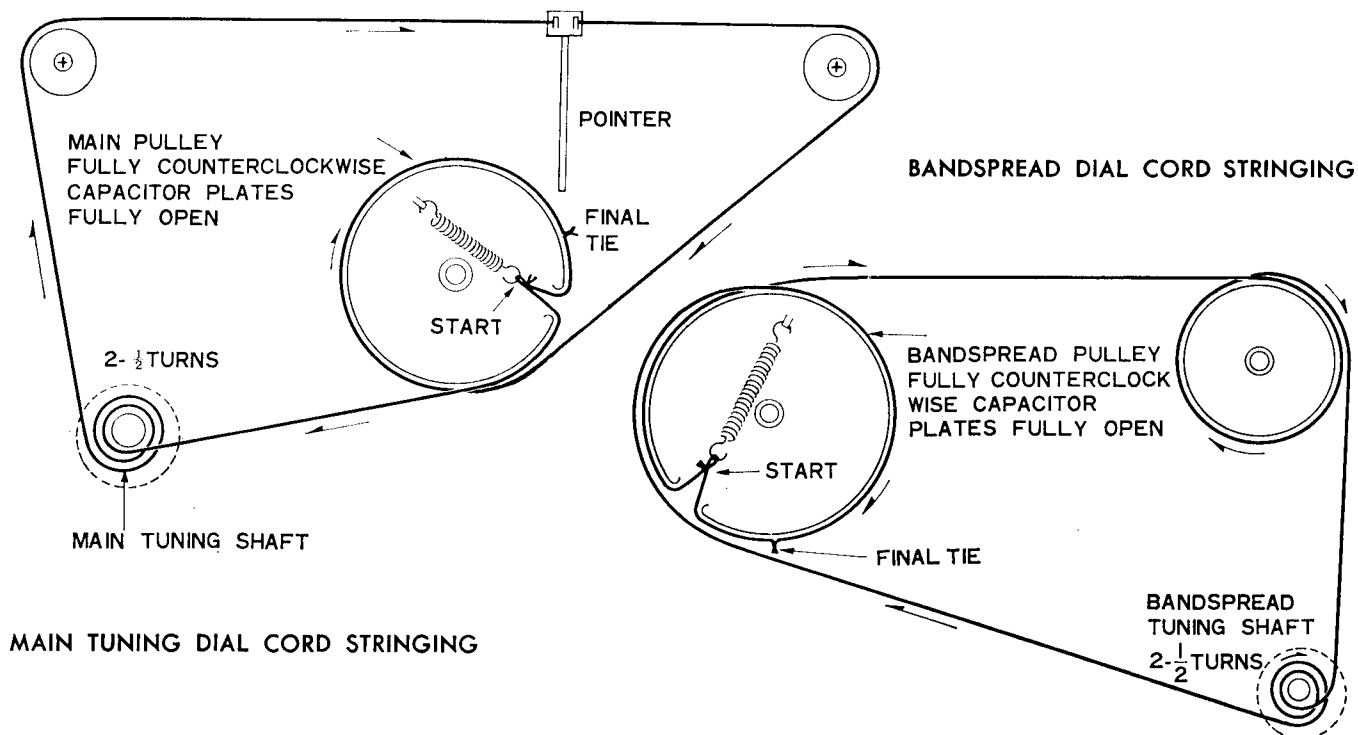 MAIN PULLEY
FULLY COUNTERCLOCKWISE
CAPACITOR PLATES
FULLY OPEN
POINTER
FINAL
TIE
START
2-½ TURNS
MAIN TUNING SHAFT
MAIN TUNING DIAL CORD STRINGING
BANDSPREAD DIAL CORD STRINGING
BANDSPREAD PULLEY
FULLY COUNTERCLOCK
WISE CAPACITOR
PLATES FULLY OPEN
START
FINAL TIE
BANDSPREAD
TUNING SHAFT
2-½ TURNS